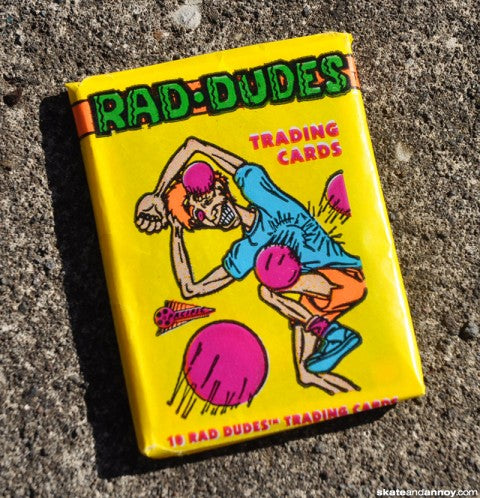 RAD•DUDES
TRADING
CARDS
10 RAD DUDES™ TRADING CARDS
skateandannoy.com